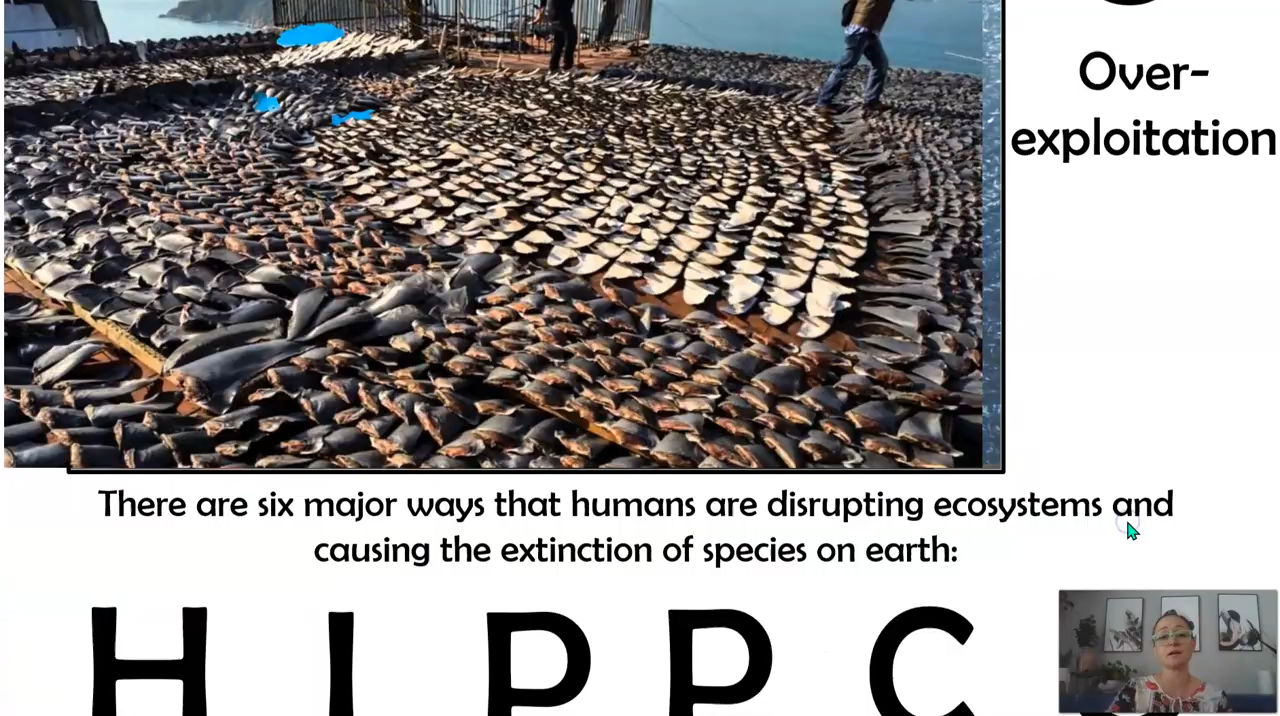 Over-
exploitation
There are six major ways that humans are disrupting ecosystems and
causing the extinction of species on earth:
H I P P C